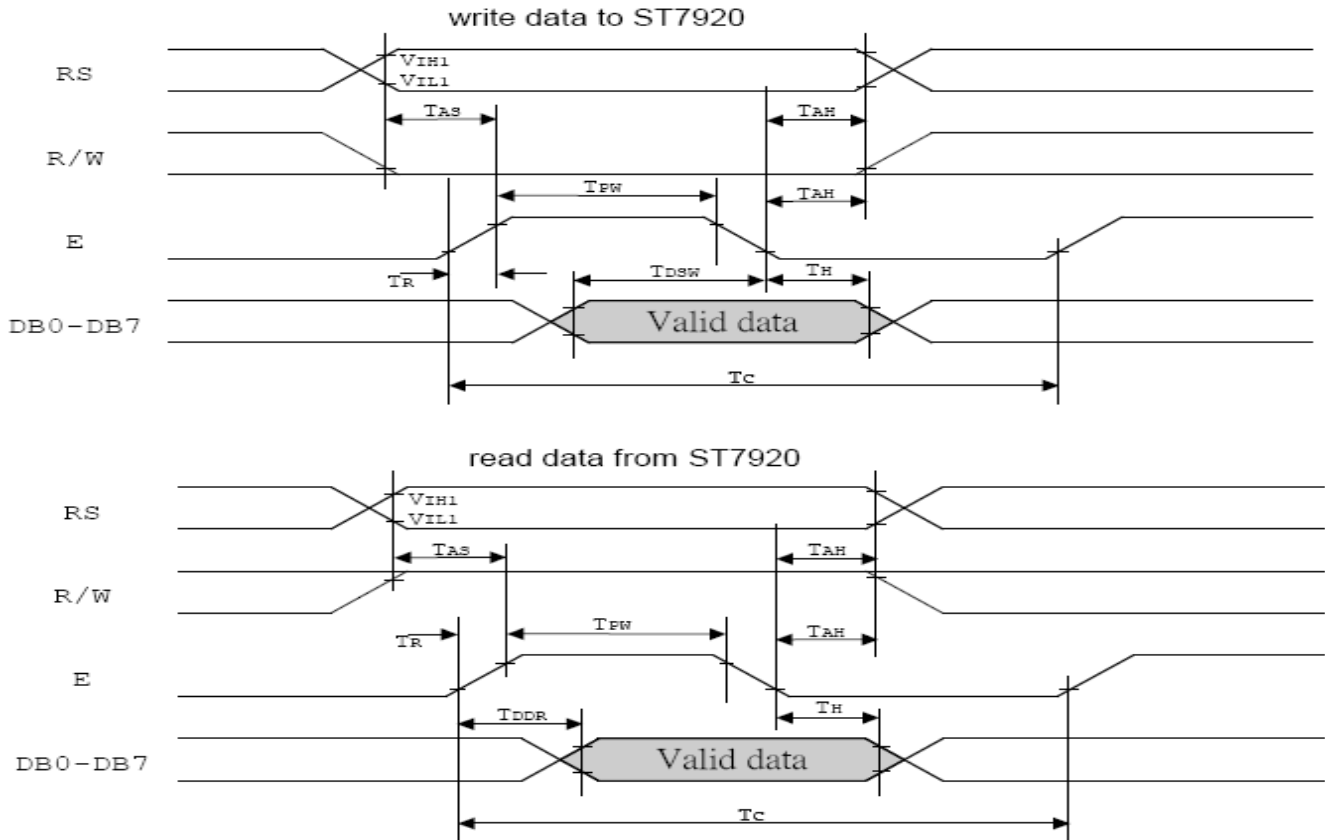 write data to ST7920
RS
VIH1
VIL1
TAS
TAH
R/W
TPW
TAH
E
TR
TDSW
TH
DB0-DB7
Valid data
TC
read data from ST7920
RS
VIH1
VIL1
TAS
TAH
R/W
TR
TPW
TAH
E
TDDR
TH
DB0-DB7
Valid data
TC